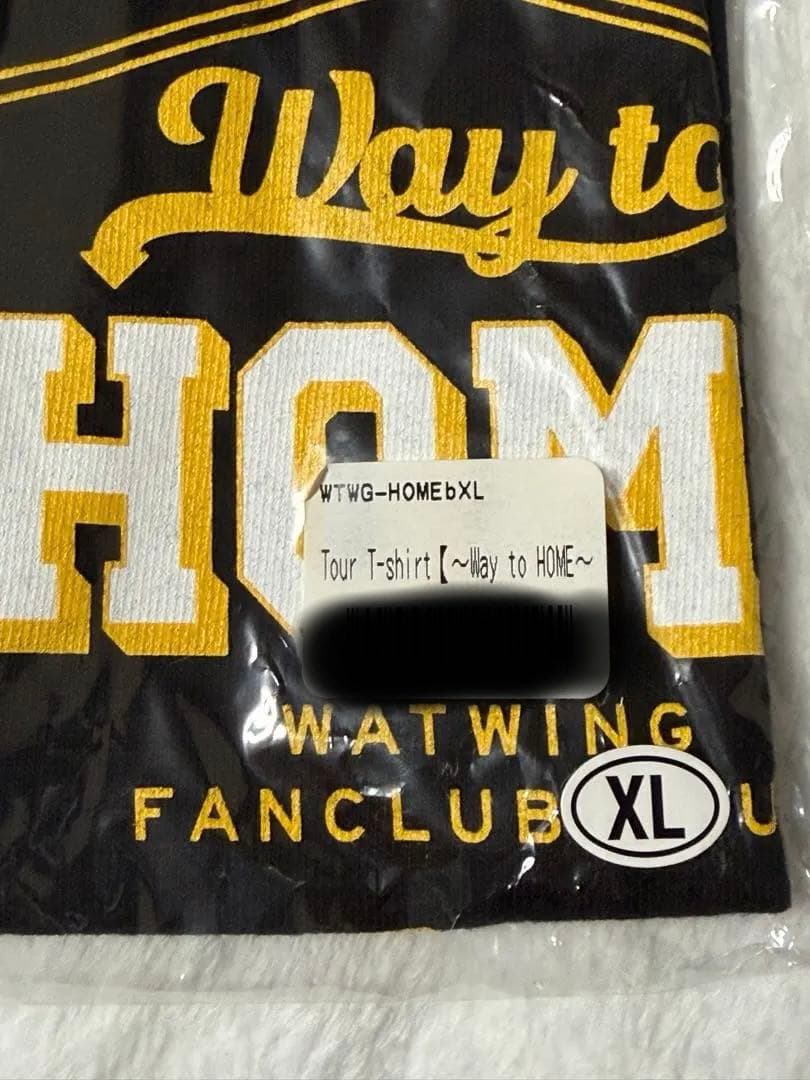 Way to
HOM
WTWG-HOMEbXL
Tour T-shirt【～Way to HOME～
WATWING
FANCLUB U
XL